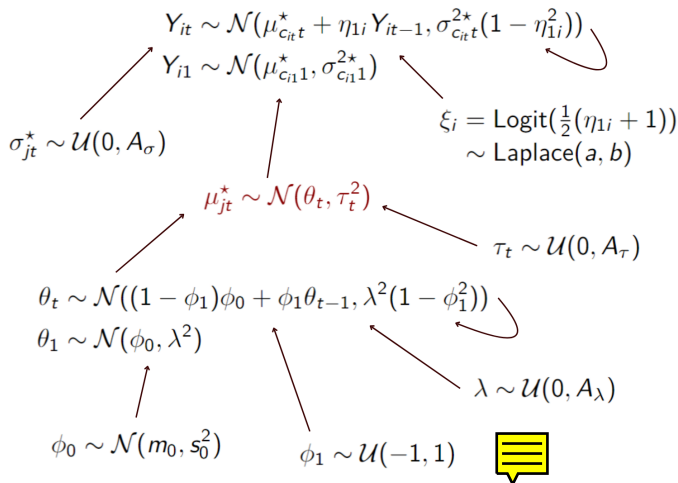 Y_{it} ∼ 𝒩(μ^⋆_{c_{it}t} + η_{1i}Y_{it−1}, σ^{2⋆}_{c_{it}t}(1 − η^2_{1i}))
Y_{i1} ∼ 𝒩(μ^⋆_{c_{i1}1}, σ^{2⋆}_{c_{i1}1})
ξ_i = Logit(½(η_{1i} + 1))
∼ Laplace(a, b)
σ^⋆_{jt} ∼ 𝒰(0, A_σ)
μ^⋆_{jt} ∼ 𝒩(θ_t, τ^2_t)
τ_t ∼ 𝒰(0, A_τ)
θ_t ∼ 𝒩((1 − φ_1)φ_0 + φ_1θ_{t−1}, λ^2(1 − φ^2_1))
θ_1 ∼ 𝒩(φ_0, λ^2)
λ ∼ 𝒰(0, A_λ)
φ_0 ∼ 𝒩(m_0, s^2_0)
φ_1 ∼ 𝒰(−1, 1)